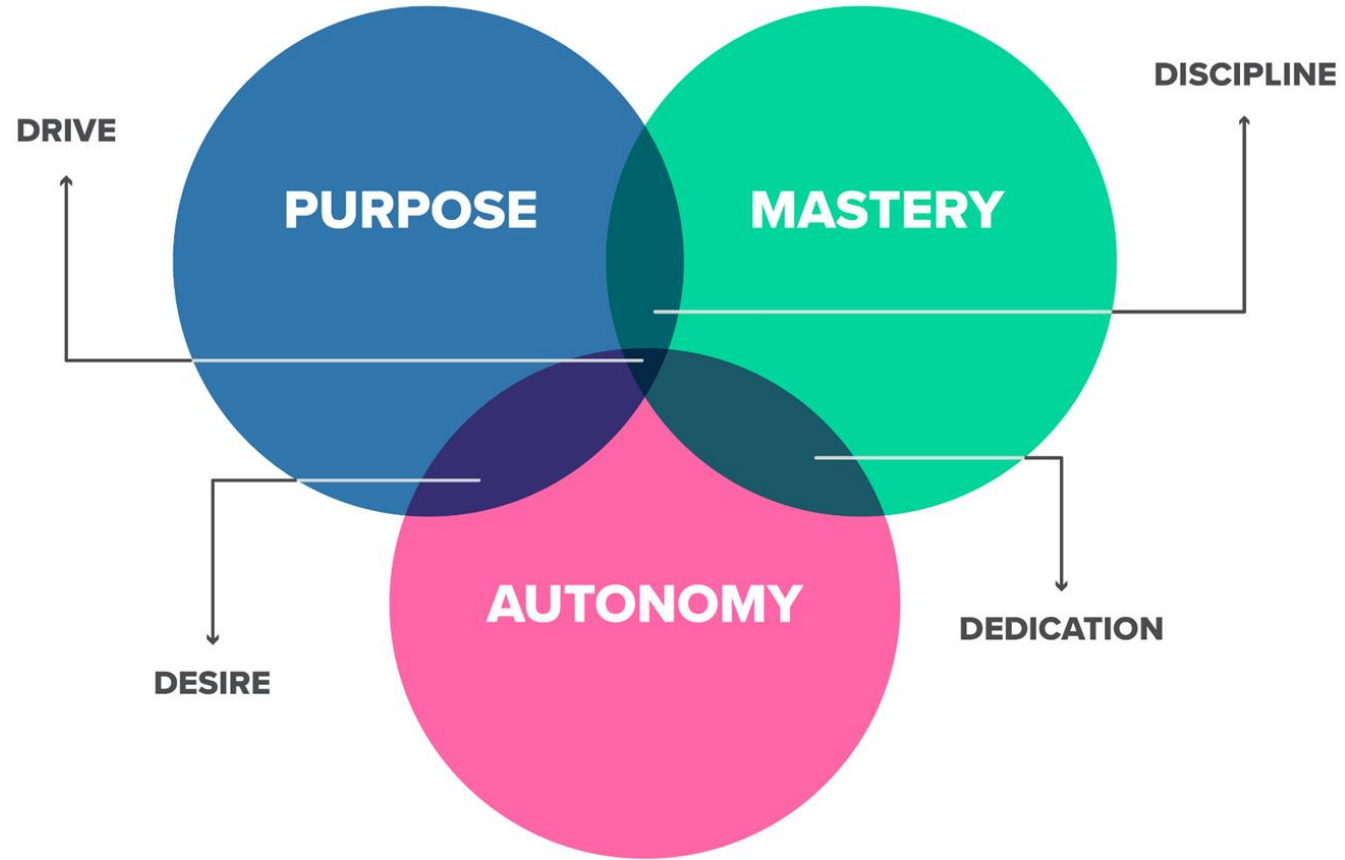 DISCIPLINE
DRIVE
PURPOSE
MASTERY
AUTONOMY
DEDICATION
DESIRE